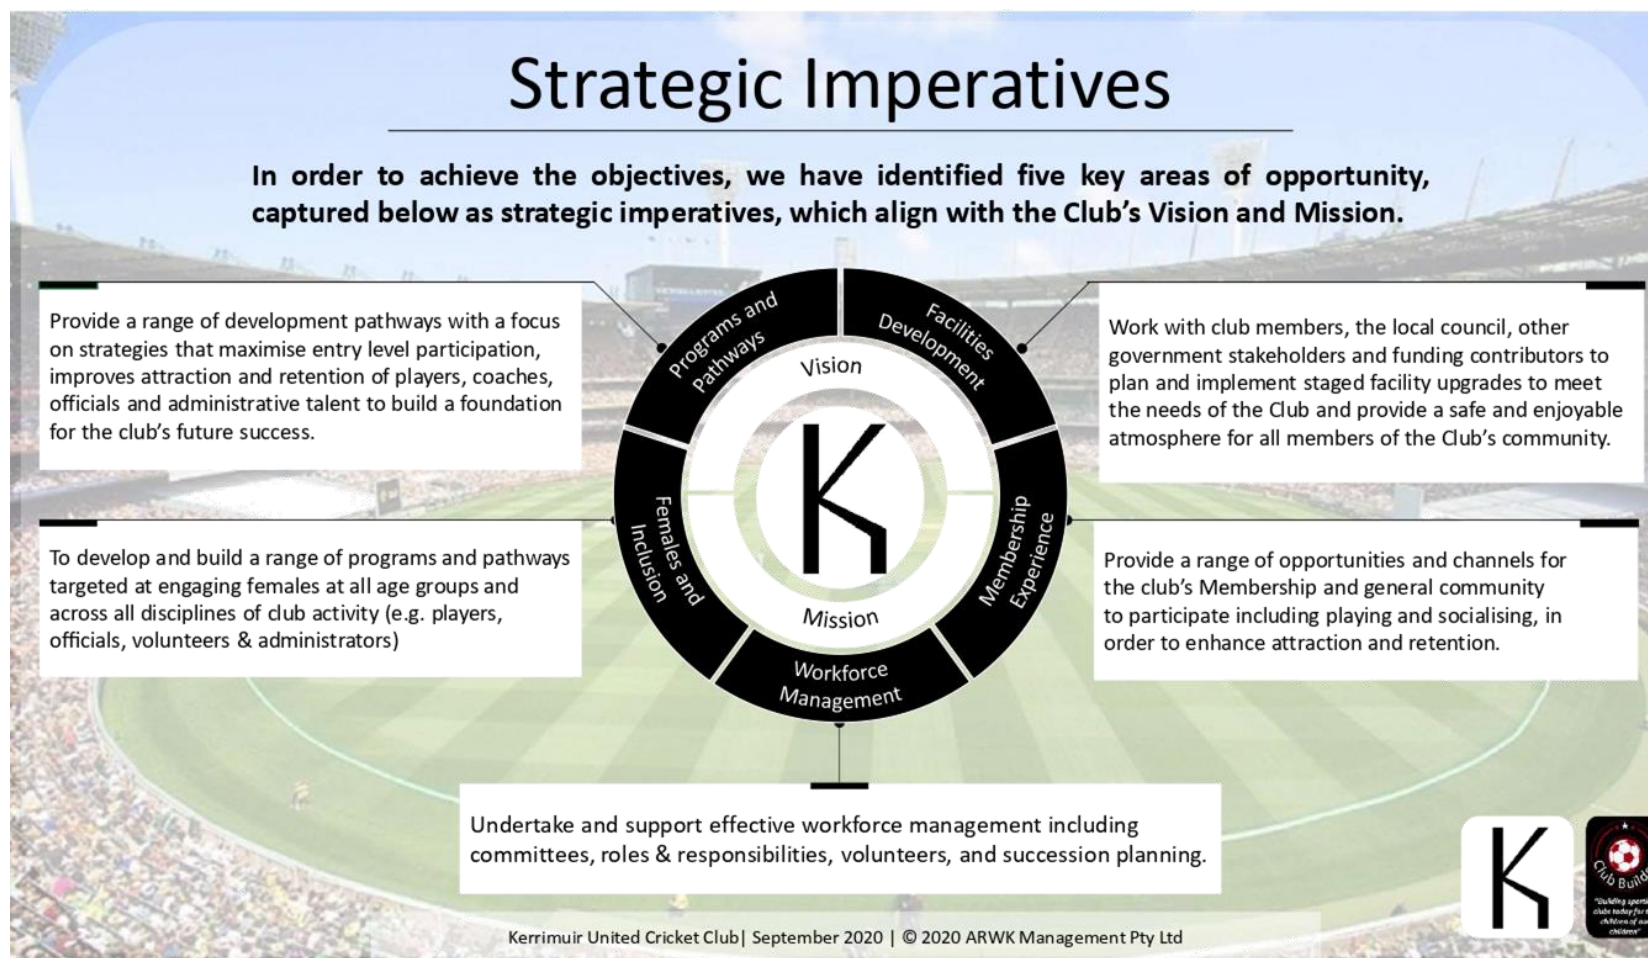 Strategic Imperatives
In order to achieve the objectives, we have identified five key areas of opportunity,
captured below as strategic imperatives, which align with the Club's Vision and Mission.
Provide a range of development pathways with a focus
on strategies that maximise entry level participation,
improves attraction and retention of players, coaches,
officials and administrative talent to build a foundation
for the club's future success.
To develop and build a range of programs and pathways
targeted at engaging females at all age groups and
across all disciplines of club activity (e.g. players,
officials, volunteers & administrators)
Programs and
Pathways
Facilities
Development
Vision
K
Females and
Inclusion
Membership
Experience
Mission
Workforce
Management
Work with club members, the local council, other
government stakeholders and funding contributors to
plan and implement staged facility upgrades to meet
the needs of the Club and provide a safe and enjoyable
atmosphere for all members of the Club's community.
Provide a range of opportunities and channels for
the club's Membership and general community
to participate including playing and socialising, in
order to enhance attraction and retention.
Undertake and support effective workforce management including
committees, roles & responsibilities, volunteers, and succession planning.
K
Club
"Building
clubs today for
children of
children"
Kerrimuir United Cricket Club| September 2020 | © 2020 ARWK Management Pty Ltd